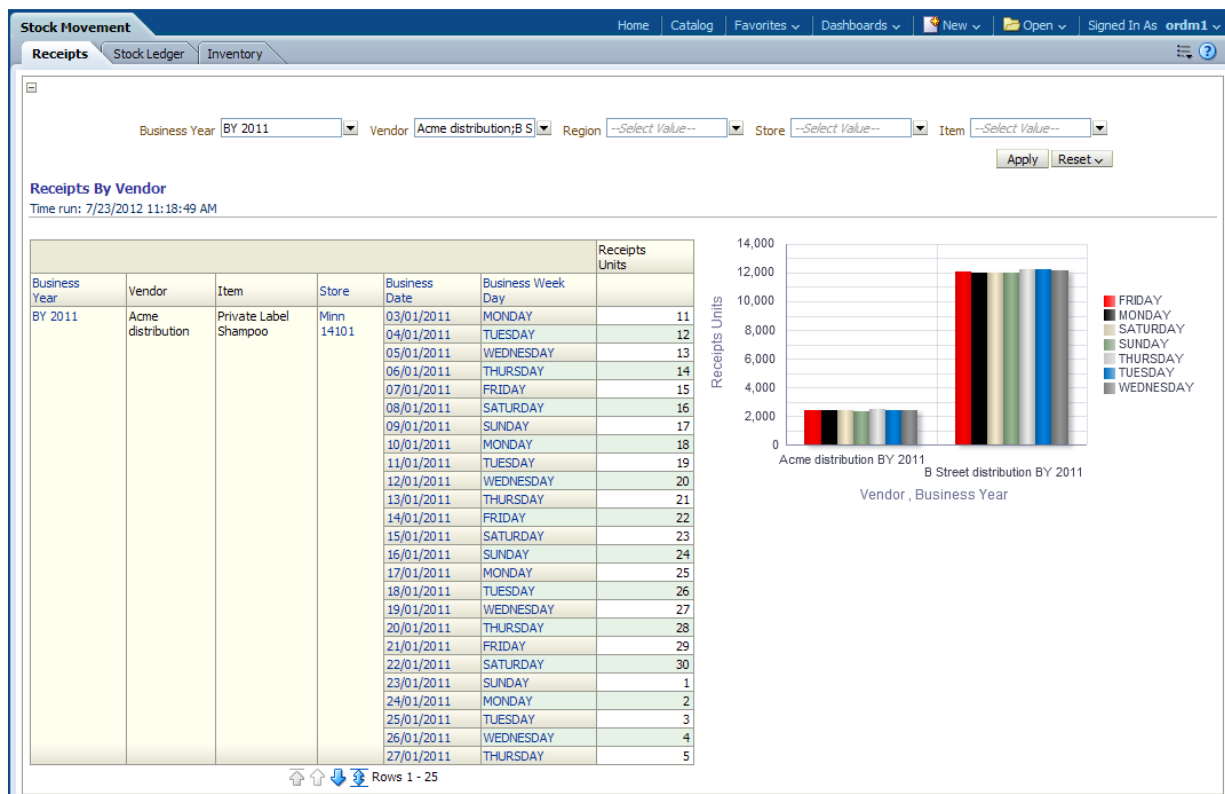 Stock Movement
Home Catalog Favorites Dashboards New Open Signed In As ordm1
Receipts Stock Ledger Inventory
Business Year BY 2011 Vendor Acme distribution;B S Region --Select Value-- Store --Select Value-- Item --Select Value--
Apply Reset
Receipts By Vendor
Time run: 7/23/2012 11:18:49 AM
Receipts Units
Business Year Vendor Item Store Business Date Business Week Day
BY 2011 Acme distribution Private Label Shampoo Minn 14101 03/01/2011 MONDAY 11
04/01/2011 TUESDAY 12
05/01/2011 WEDNESDAY 13
06/01/2011 THURSDAY 14
07/01/2011 FRIDAY 15
08/01/2011 SATURDAY 16
09/01/2011 SUNDAY 17
10/01/2011 MONDAY 18
11/01/2011 TUESDAY 19
12/01/2011 WEDNESDAY 20
13/01/2011 THURSDAY 21
14/01/2011 FRIDAY 22
15/01/2011 SATURDAY 23
16/01/2011 SUNDAY 24
17/01/2011 MONDAY 25
18/01/2011 TUESDAY 26
19/01/2011 WEDNESDAY 27
20/01/2011 THURSDAY 28
21/01/2011 FRIDAY 29
22/01/2011 SATURDAY 30
23/01/2011 SUNDAY 1
24/01/2011 MONDAY 2
25/01/2011 TUESDAY 3
26/01/2011 WEDNESDAY 4
27/01/2011 THURSDAY 5
Rows 1 - 25
14,000
12,000
10,000
8,000
6,000
4,000
2,000
0
Receipts Units
Acme distribution BY 2011
B Street distribution BY 2011
Vendor , Business Year
FRIDAY
MONDAY
SATURDAY
SUNDAY
THURSDAY
TUESDAY
WEDNESDAY